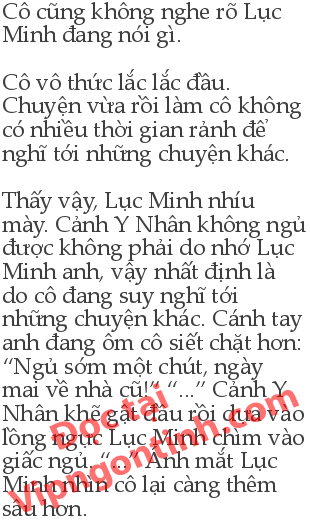 Cô cũng không nghe rõ Lục
Minh đang nói gì.
Cô vô thức lắc lắc đầu.
Chuyện vừa rồi làm cô không
có nhiều thời gian rảnh để
nghĩ tới những chuyện khác.
Thấy vậy, Lục Minh nhíu
mày. Cảnh Y Nhân không ngủ
được không phải do nhớ Lục
Minh anh, vậy nhất định là
do cô đang suy nghĩ tới
những chuyện khác. Cánh tay
anh đang ôm cô siết chặt hơn:
“Ngủ sớm một chút, ngày
mai về nhà cũ!” “...” Cảnh Y
Nhân khẽ gật đầu rồi dựa vào
lồng ngực Lục Minh chìm vào
giấc ngủ. “...” Ánh mắt Lục
Minh nhìn cô lại càng thêm
sâu hơn.
Đọc tại
Vipngontinh.com